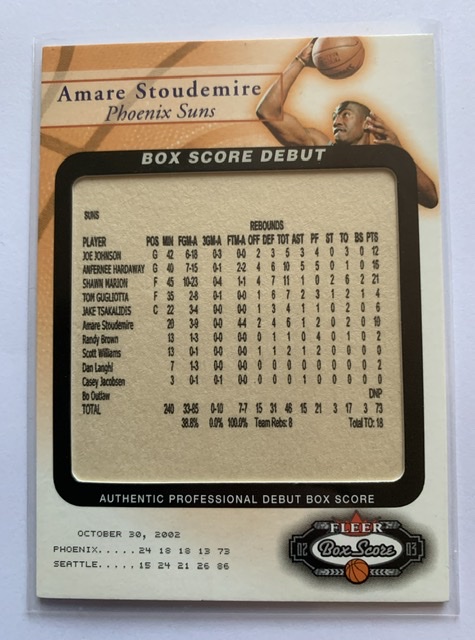 Amare Stoudemire
Phoenix Suns
BOX SCORE DEBUT
SUNS
REBOUNDS
PLAYER POS MIN FGM-A 3GM-A FTM-A OFF DEF TOT AST PF ST TO BS PTS
JOE JOHNSON G 42 6-18 0-3 0-0 2 3 5 3 4 0 3 0 12
ANFERNEE HARDAWAY G 40 7-15 0-1 2-2 4 6 10 5 5 0 1 0 16
SHAWN MARION F 45 10-23 0-4 1-1 4 7 11 1 0 2 6 2 21
TOM GUGLIOTTA F 35 2-8 0-1 0-0 1 6 7 2 3 1 2 1 4
JAKE TSAKALIDIS C 22 3-4 0-0 0-0 1 3 4 1 1 0 2 0 6
Amare Stoudemire 20 3-9 0-0 4-4 2 4 6 1 2 0 2 0 10
Randy Brown 13 1-3 0-0 0-0 0 1 1 2 3 0 0 0 2
Scott Williams 13 0-1 0-0 0-0 1 1 2 0 2 0 0 0 0
Dan Langhi 7 1-3 0-1 0-0 0 0 0 0 1 0 0 0 2
Casey Jacobsen 3 0-1 0-1 0-0 0 0 0 0 0 0 0 0 0
Bo Outlaw DNP
TOTAL 240 33-85 0-10 7-7 15 31 46 15 21 3 17 3 73
38.8% 0.0% 100.0% Team Rebs: 8 Total TO: 18
AUTHENTIC PROFESSIONAL DEBUT BOX SCORE
OCTOBER 30, 2002
PHOENIX.....24 18 18 13 73
SEATTLE.....15 24 21 26 86
FLEER
02 Box Score 03